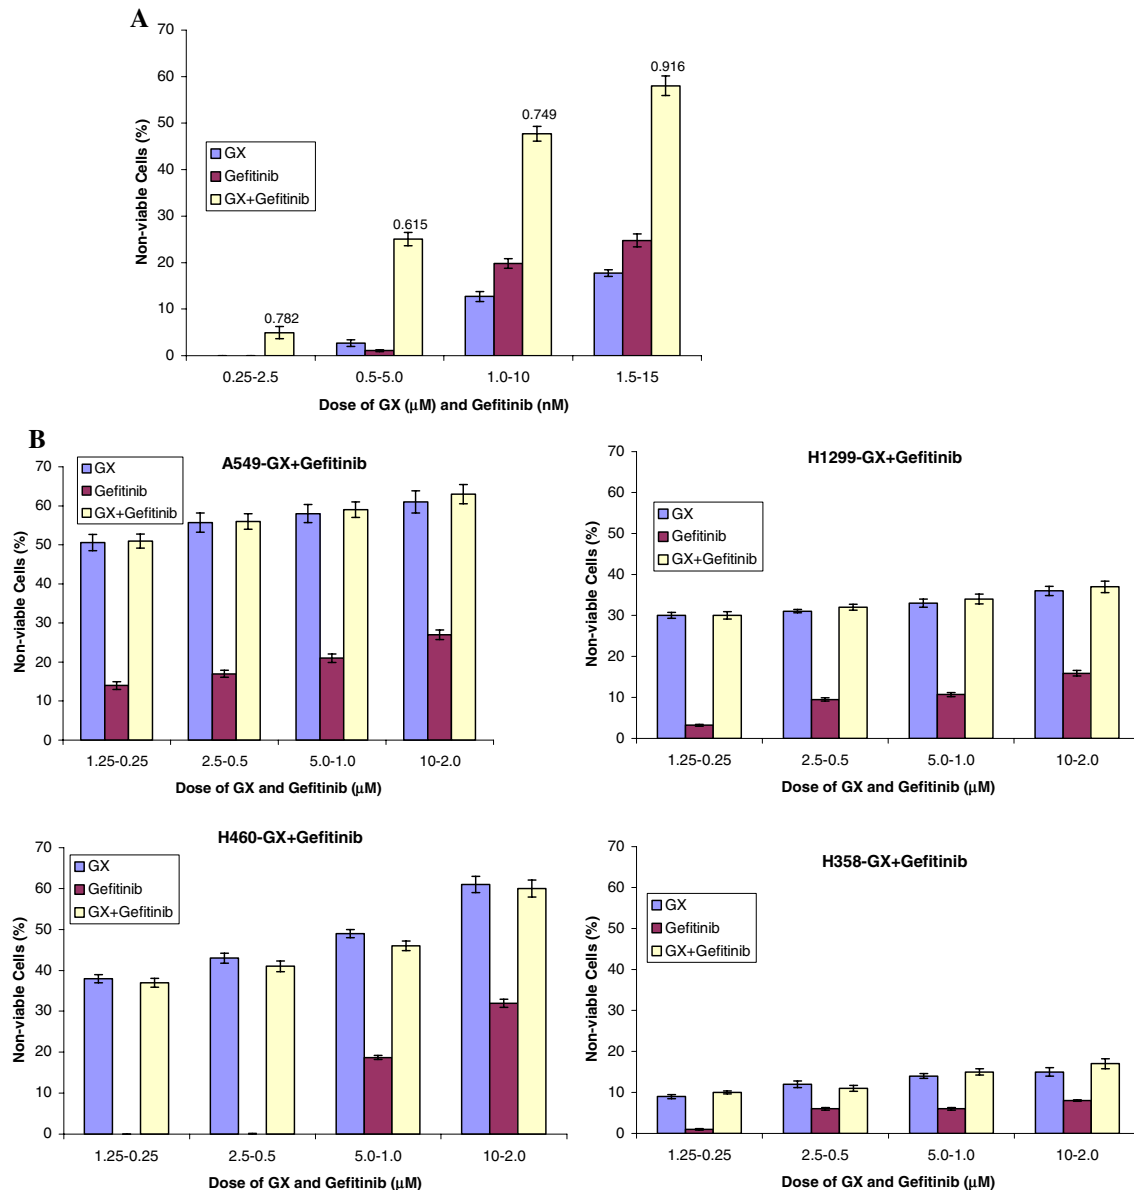 A
70
60
50
40
30
20
10
0
Non-viable Cells (%)
GX
Gefitinib
GX+Gefitinib
0.782
0.615
0.749
0.916
0.25-2.5 0.5-5.0 1.0-10 1.5-15
Dose of GX (μM) and Gefitinib (nM)
B
A549-GX+Gefitinib
70
60
50
40
30
20
10
0
Non-viable Cells (%)
GX
Gefitinib
GX+Gefitinib
1.25-0.25 2.5-0.5 5.0-1.0 10-2.0
Dose of GX and Gefitinib (μM)
H1299-GX+Gefitinib
70
60
50
40
30
20
10
0
Non-viable Cells (%)
GX
Gefitinib
GX+Gefitinib
1.25-0.25 2.5-0.5 5.0-1.0 10-2.0
Dose of GX and Gefitinib (μM)
H460-GX+Gefitinib
70
60
50
40
30
20
10
0
Non-viable Cells (%)
GX
Gefitinib
GX+Gefitinib
1.25-0.25 2.5-0.5 5.0-1.0 10-2.0
Dose of GX and Gefitinib (μM)
H358-GX+Gefitinib
70
60
50
40
30
20
10
0
Non-viable Cells (%)
GX
Gefitinib
GX+Gefitinib
1.25-0.25 2.5-0.5 5.0-1.0 10-2.0
Dose of GX and Gefitinib (μM)